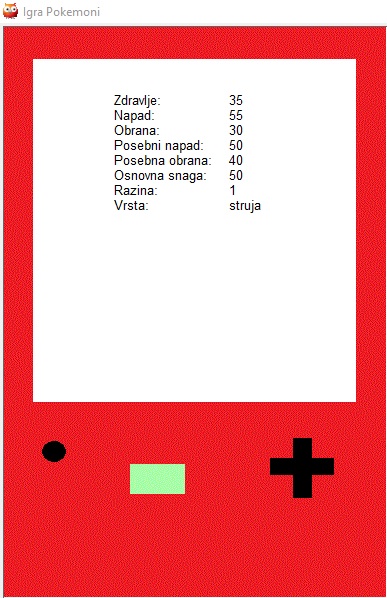 Igra Pokemoni
Zdravlje: 35
Napad: 55
Obrana: 30
Posebni napad: 50
Posebna obrana: 40
Osnovna snaga: 50
Razina: 1
Vrsta: struja